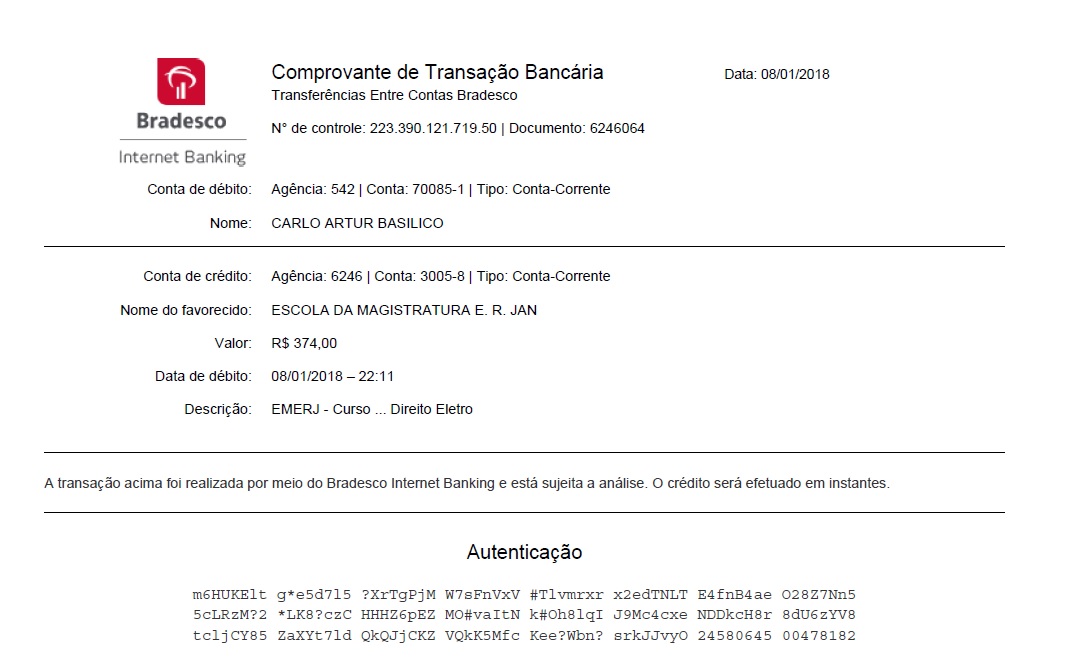 Comprovante de Transação Bancária
Data: 08/01/2018
Transferências Entre Contas Bradesco
Bradesco
N° de controle: 223.390.121.719.50 | Documento: 6246064
Internet Banking
Conta de débito: Agência: 542 | Conta: 70085-1 | Tipo: Conta-Corrente
Nome: CARLO ARTUR BASILICO
Conta de crédito: Agência: 6246 | Conta: 3005-8 | Tipo: Conta-Corrente
Nome do favorecido: ESCOLA DA MAGISTRATURA E. R. JAN
Valor: R$ 374,00
Data de débito: 08/01/2018 – 22:11
Descrição: EMERJ - Curso ... Direito Eletro
A transação acima foi realizada por meio do Bradesco Internet Banking e está sujeita a análise. O crédito será efetuado em instantes.
Autenticação
m6HUKElt g*e5d7l5 ?XrTgPjM W7sFnVxV #Tlvmrxr x2edTNLT E4fnB4ae O28Z7Nn5
5cLRzM?2 *LK8?czC HHHZ6pEZ MO#vaItN k#Oh8lqI J9Mc4cxe NDDkcH8r 8dU6zYV8
tcljCY85 ZaXYt7ld QkQJjCKZ VQkK5Mfc Kee?Wbn? srkJJvyO 24580645 00478182